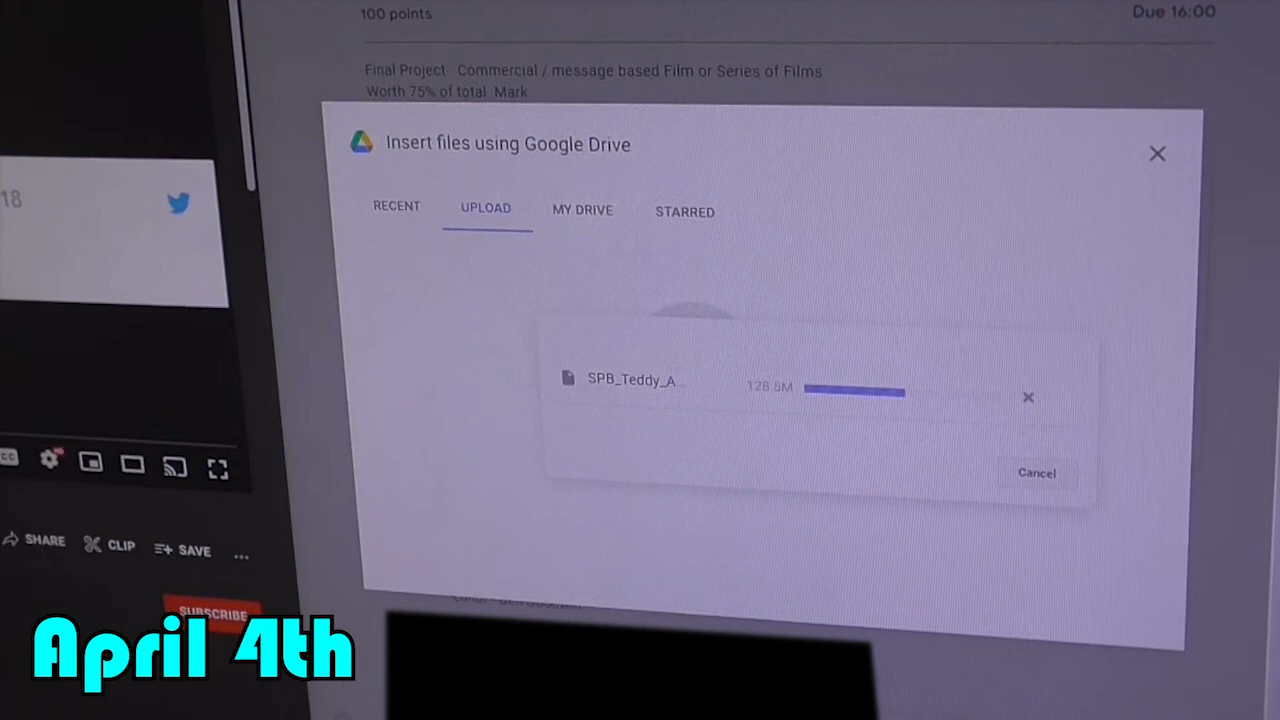 100 points
Due 16:00
Final Project Commercial / message based Film or Series of Films
Worth 75% of total Mark
Insert files using Google Drive
RECENT
UPLOAD
MY DRIVE
STARRED
18
SPB_Teddy_A...
128.5M
Cancel
CC
SHARE
CLIP
SAVE
SUBSCRIBE
April 4th